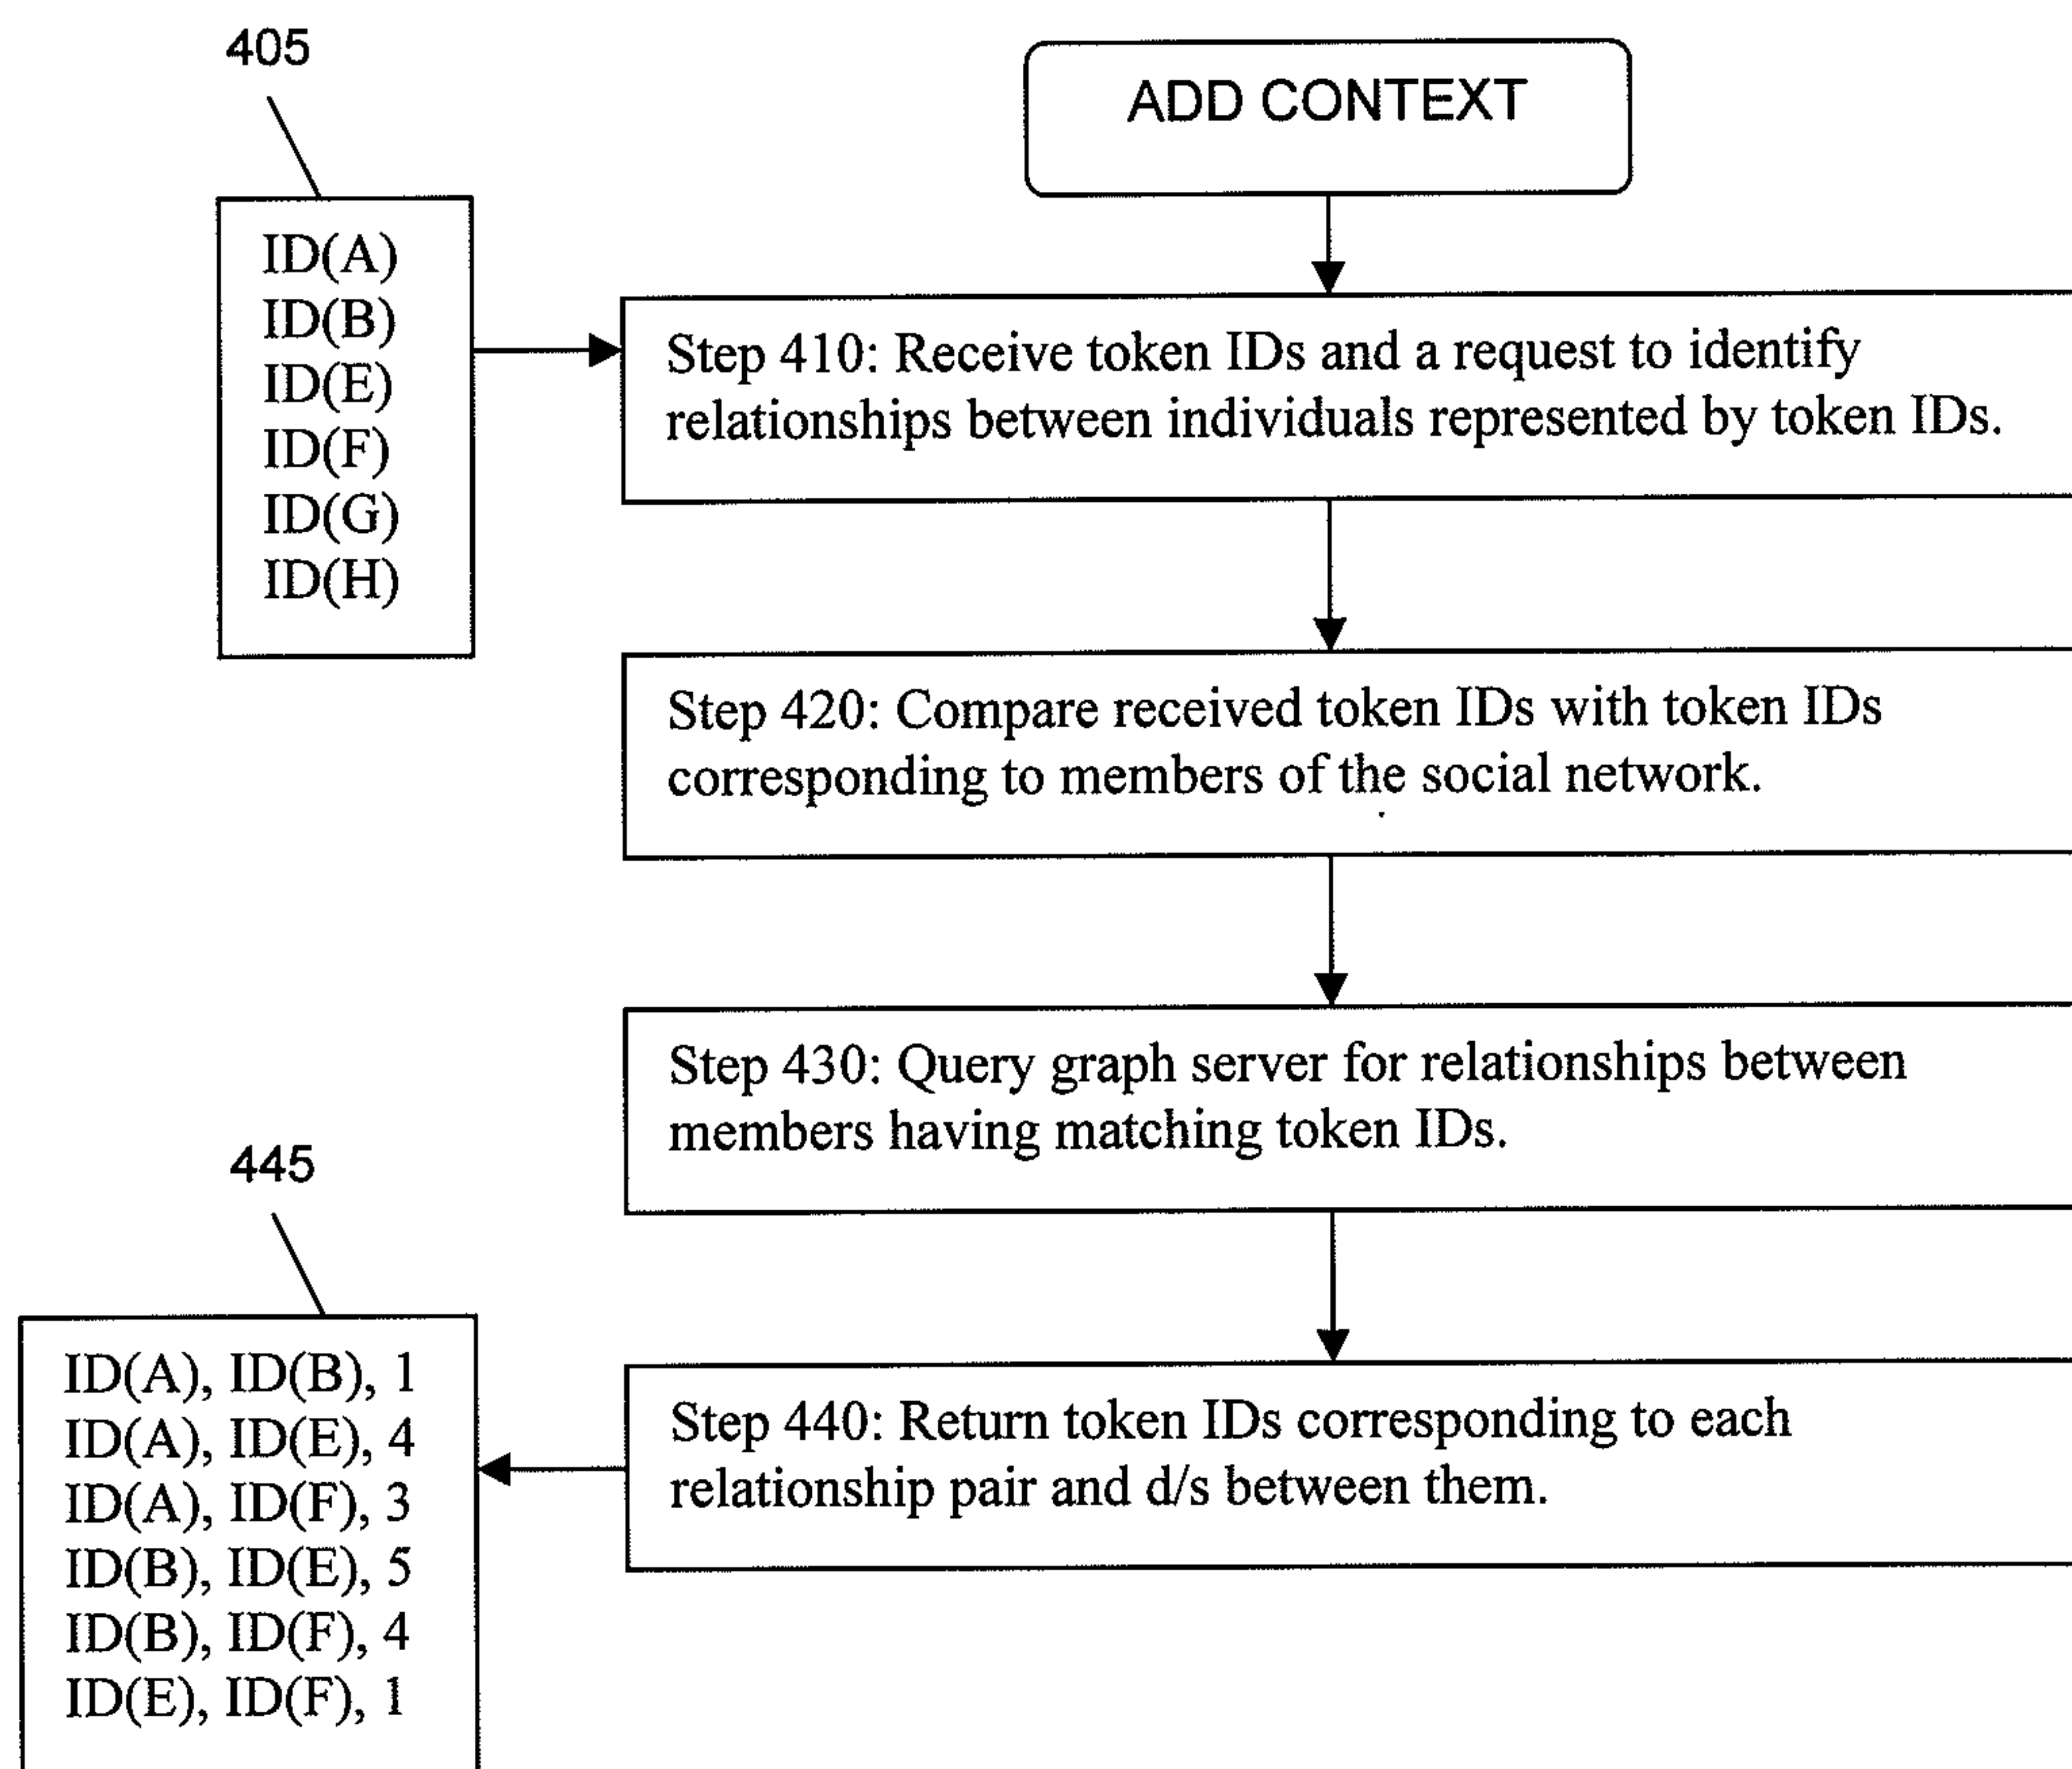 405
ADD CONTEXT
ID(A)
ID(B)
ID(E)
ID(F)
ID(G)
ID(H)
Step 410: Receive token IDs and a request to identify
relationships between individuals represented by token IDs.
Step 420: Compare received token IDs with token IDs
corresponding to members of the social network.
Step 430: Query graph server for relationships between
members having matching token IDs.
445
ID(A), ID(B), 1
ID(A), ID(E), 4
ID(A), ID(F), 3
ID(B), ID(E), 5
ID(B), ID(F), 4
ID(E), ID(F), 1
Step 440: Return token IDs corresponding to each
relationship pair and d/s between them.